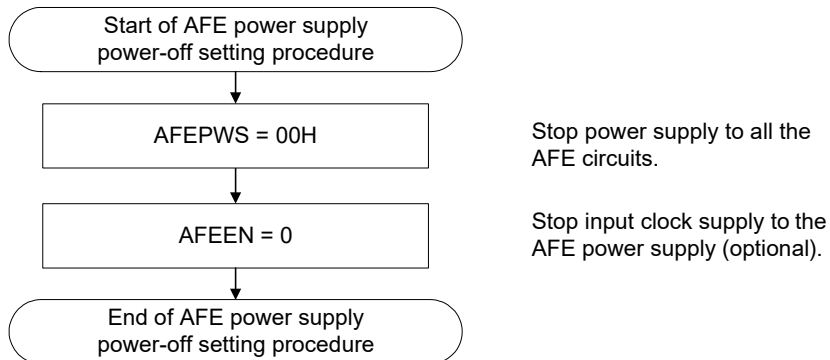 Start of AFE power supply
power-off setting procedure
AFEPWS = 00H
Stop power supply to all the
AFE circuits.
AFEEN = 0
Stop input clock supply to the
AFE power supply (optional).
End of AFE power supply
power-off setting procedure